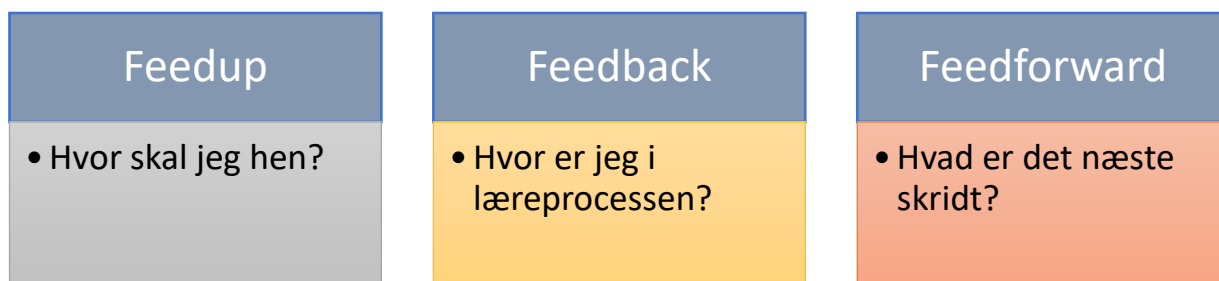 Feedup
• Hvor skal jeg hen?
Feedback
• Hvor er jeg i
læreprocessen?
Feedforward
• Hvad er det næste
skridt?